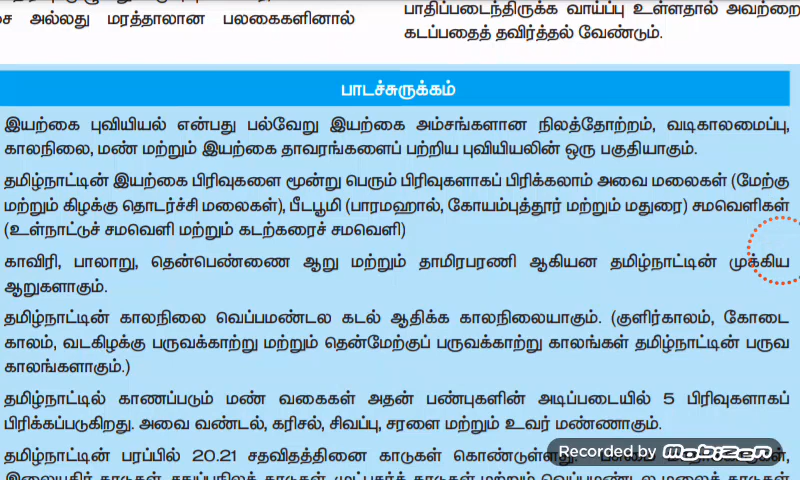 அல்லது மரத்தாலான பலகைகளினால்
பாதிப்படைந்திருக்க வாய்ப்பு உள்ளதால் அவற்றை
கடப்பதைத் தவிர்த்தல் வேண்டும்.
பாடச்சுருக்கம்
இயற்கை புவியியல் என்பது பல்வேறு இயற்கை அம்சங்களான நிலத்தோற்றம், வடிகாலமைப்பு,
காலநிலை, மண் மற்றும் இயற்கை தாவரங்களைப் பற்றிய புவியியலின் ஒரு பகுதியாகும்.
தமிழ்நாட்டின் இயற்கை பிரிவுகளை மூன்று பெரும் பிரிவுகளாகப் பிரிக்கலாம் அவை மலைகள் (மேற்கு
மற்றும் கிழக்கு தொடர்ச்சி மலைகள்), பீடபூமி (பாரமஹால், கோயம்புத்தூர் மற்றும் மதுரை) சமவெளிகள்
(உள்நாட்டுச் சமவெளி மற்றும் கடற்கரைச் சமவெளி)
காவிரி, பாலாறு, தென்பெண்ணை ஆறு மற்றும் தாமிரபரணி ஆகியன தமிழ்நாட்டின் முக்கிய
ஆறுகளாகும்.
தமிழ்நாட்டின் காலநிலை வெப்பமண்டல கடல் ஆதிக்க காலநிலையாகும். (குளிர்காலம், கோடை
காலம், வடகிழக்கு பருவக்காற்று மற்றும் தென்மேற்குப் பருவக்காற்று காலங்கள் தமிழ்நாட்டின் பருவ
காலங்களாகும்.)
தமிழ்நாட்டில் காணப்படும் மண் வகைகள் அதன் பண்புகளின் அடிப்படையில் 5 பிரிவுகளாகப்
பிரிக்கப்படுகிறது. அவை வண்டல், கரிசல், சிவப்பு, சரளை மற்றும் உவர் மண்ணாகும்.
தமிழ்நாட்டின் பரப்பில் 20.21 சதவிதத்தினை காடுகள் கொண்டுள்ளது.
Recorded by MOBIZEN